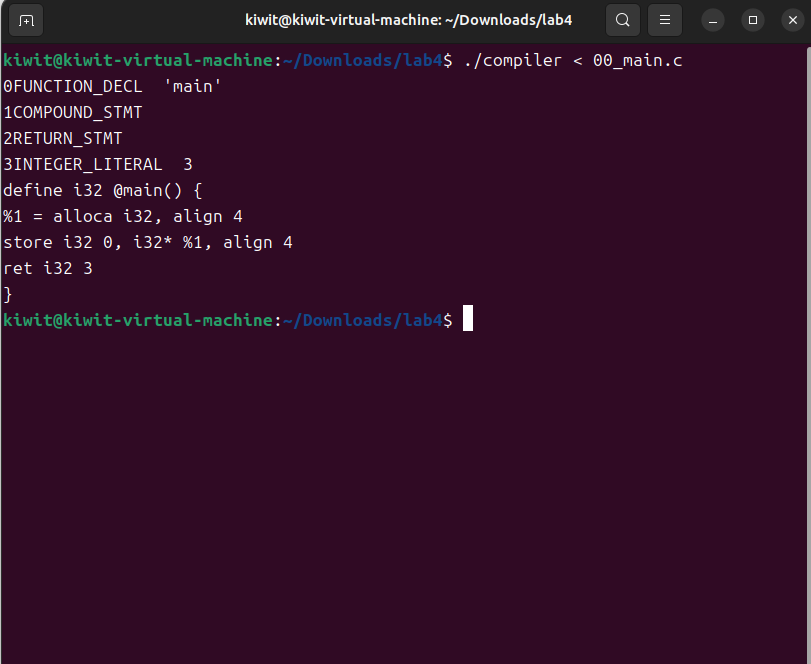 kiwit@kiwit-virtual-machine: ~/Downloads/lab4
kiwit@kiwit-virtual-machine:~/Downloads/lab4$ ./compiler < 00_main.c
0FUNCTION_DECL  'main'
1COMPOUND_STMT
2RETURN_STMT
3INTEGER_LITERAL  3
define i32 @main() {
%1 = alloca i32, align 4
store i32 0, i32* %1, align 4
ret i32 3
}
kiwit@kiwit-virtual-machine:~/Downloads/lab4$